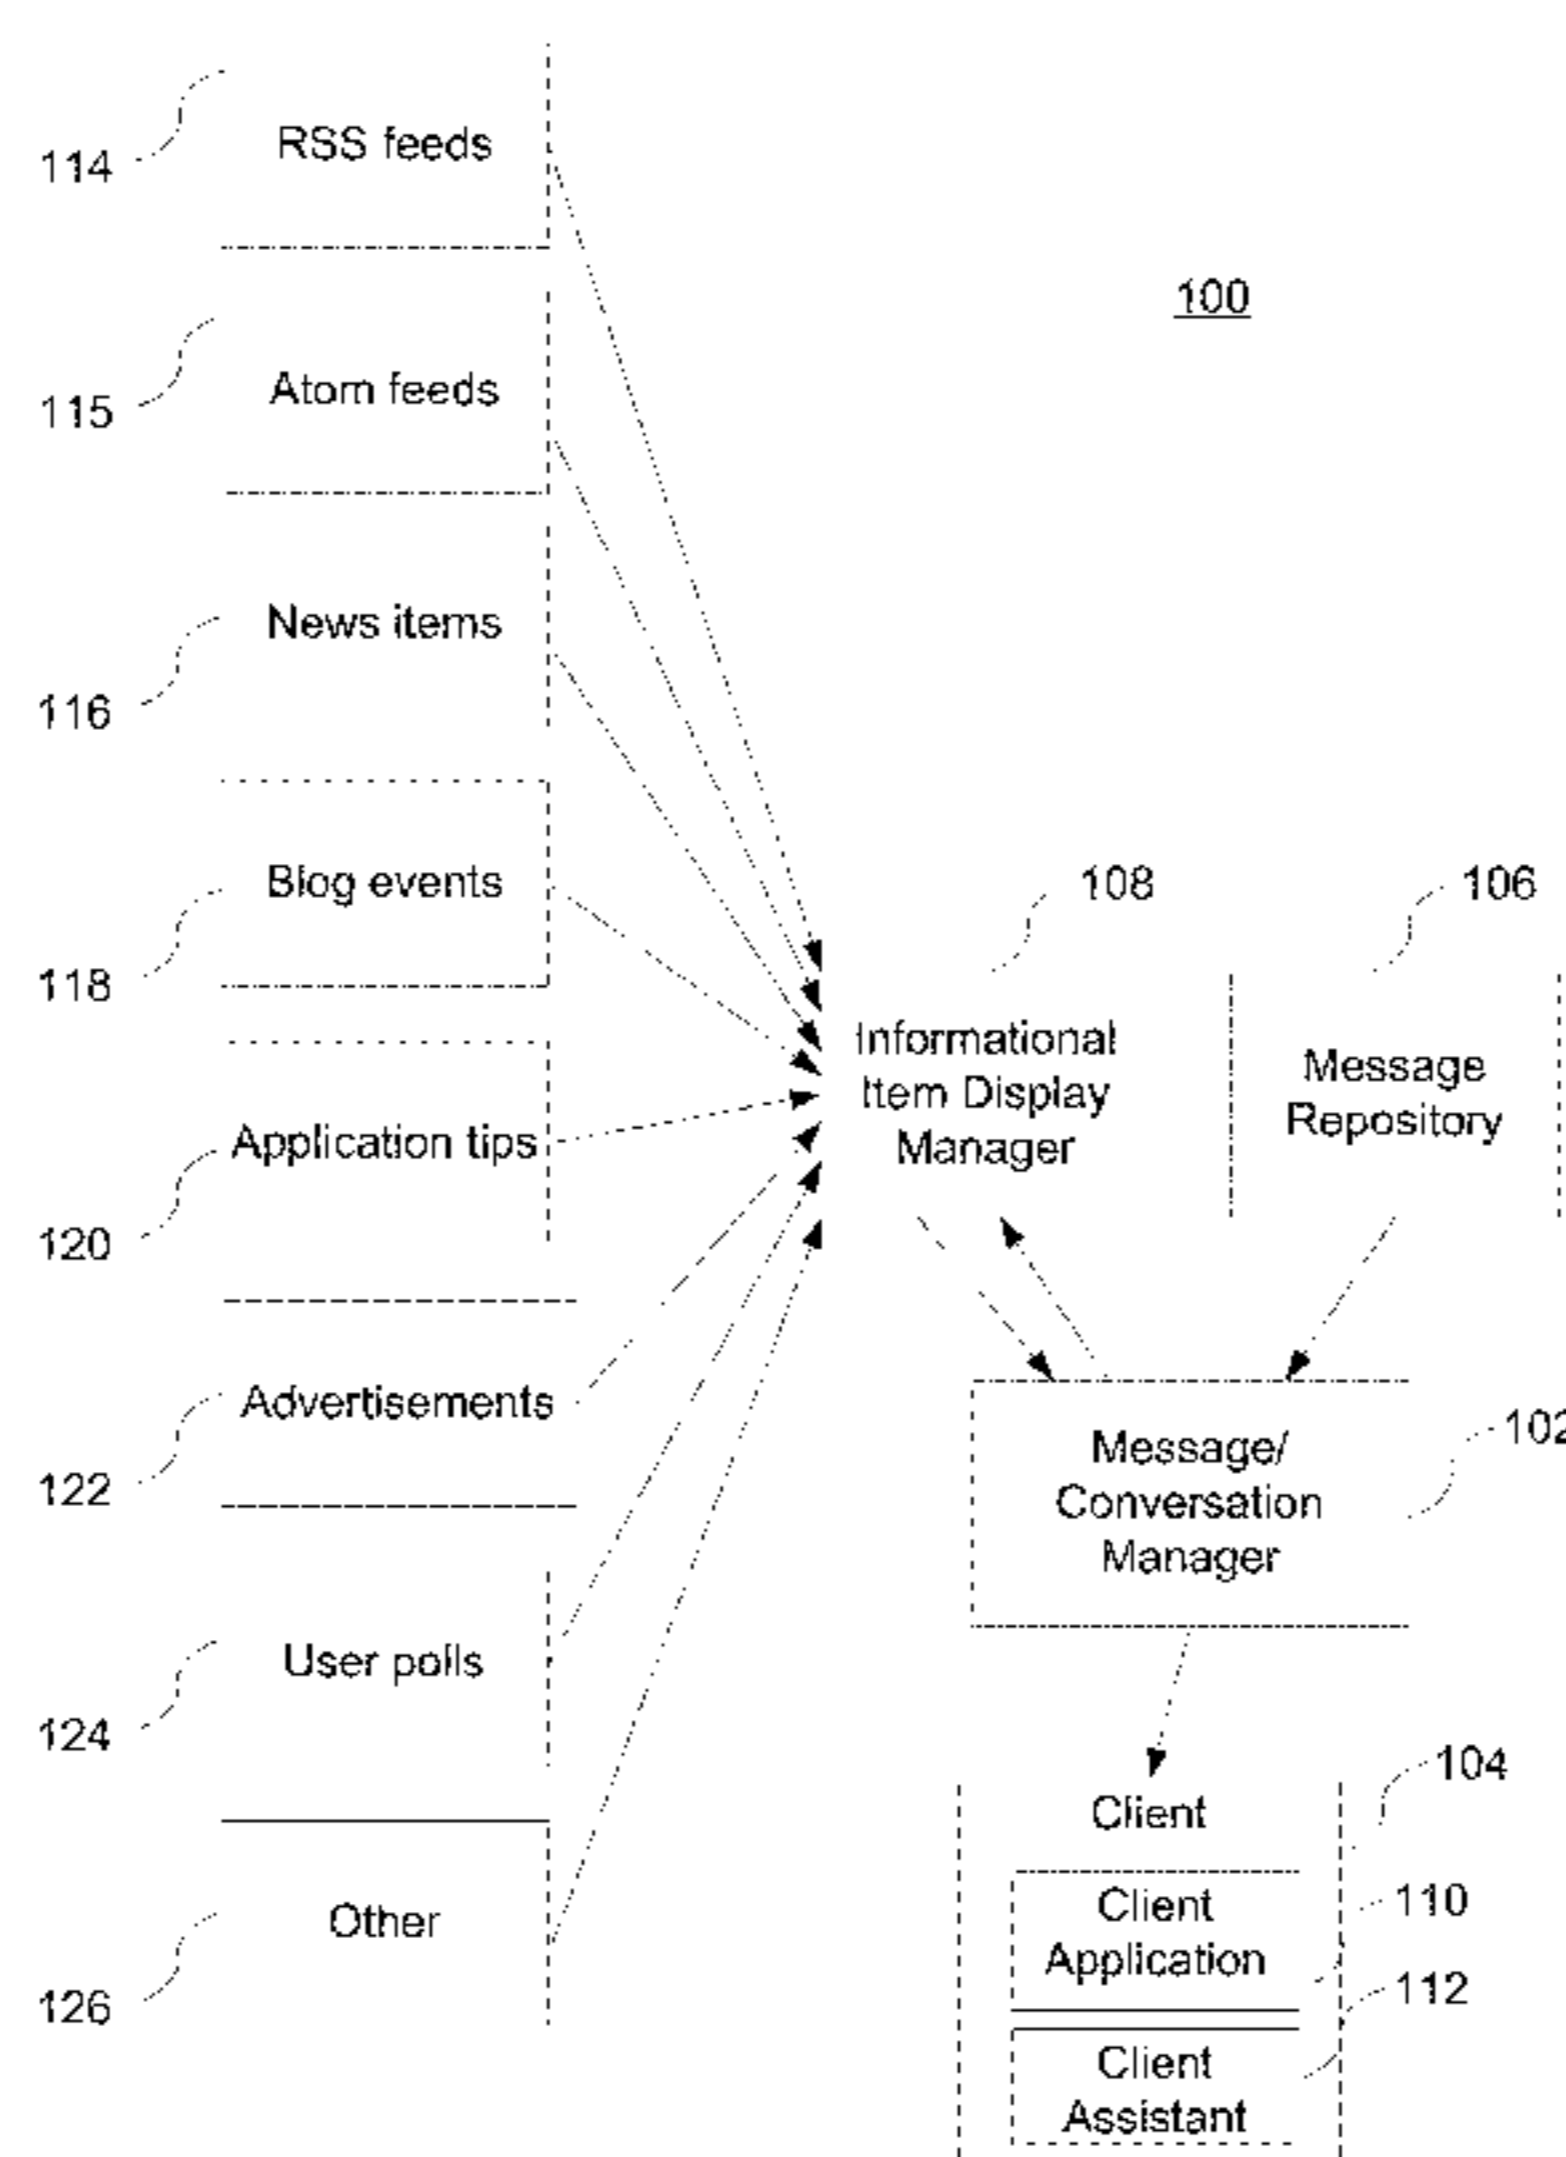 RSS feeds
114
100
Atom feeds
115
News items
116
Blog events
118
108
106
Informational
Item Display
Manager
Message
Repository
Application tips
120
Advertisements
122
Message/
Conversation
Manager
102
User polls
124
Client
104
Client
Application
110
Other
126
112
Client
Assistant